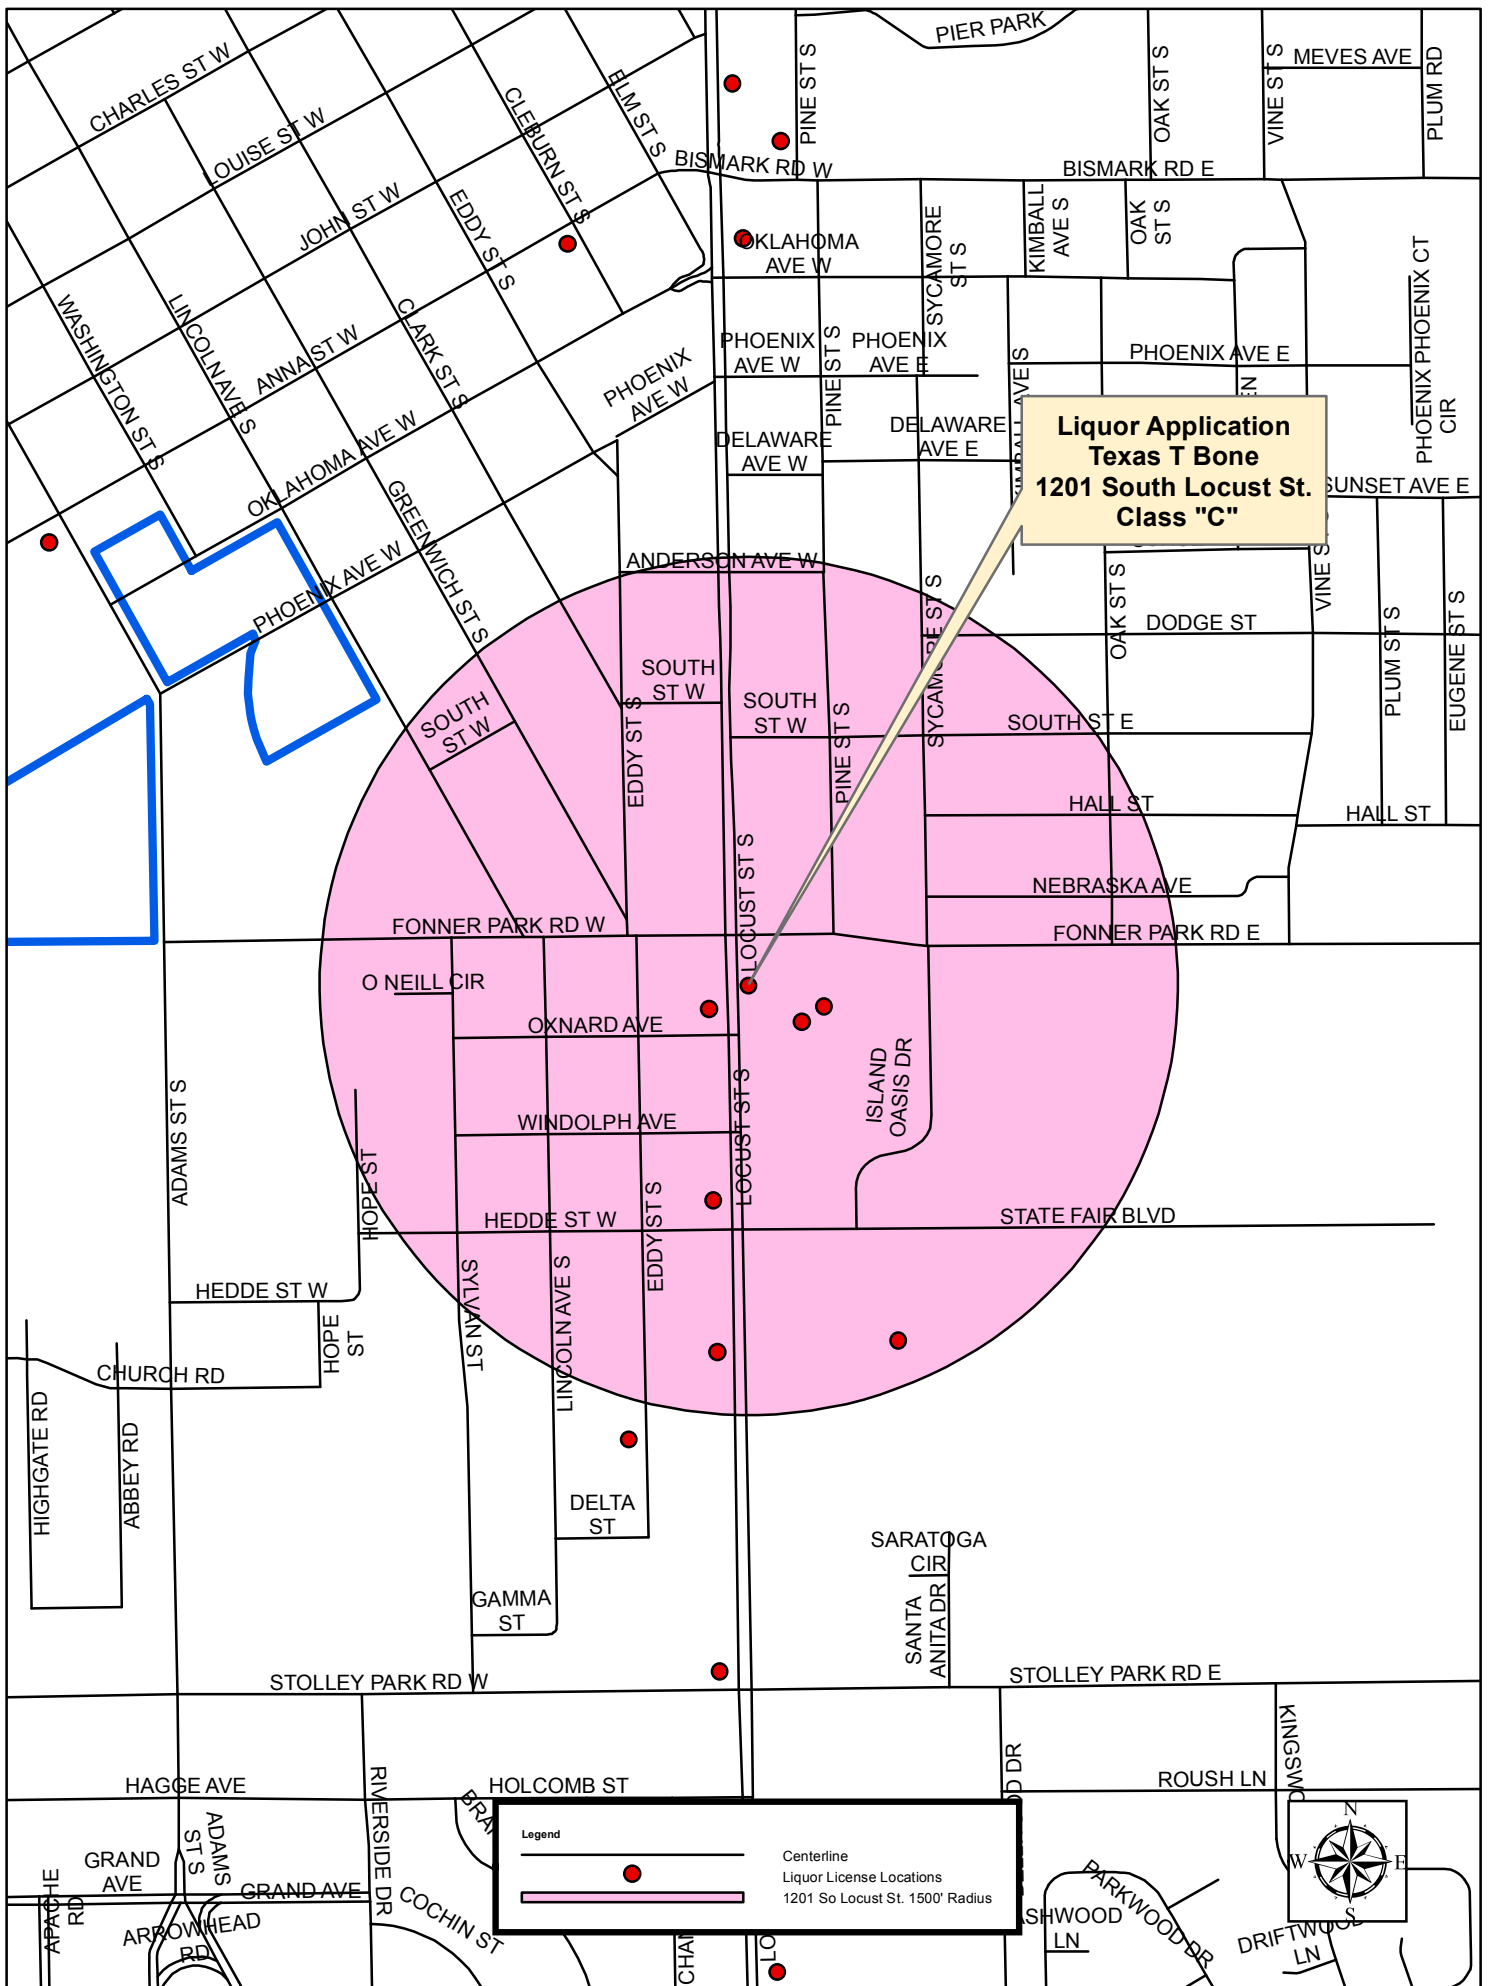 PIER PARK
MEVES AVE
CHARLES ST W
LOUISE ST W
JOHN ST W
CLEBURN ST S
ELM ST S
PINE ST S
OAK ST S
VINE ST S
PLUM RD
BISMARK RD W
BISMARK RD E
EDDY ST S
OKLAHOMA
AVE W
SYCAMORE
ST S
KIMBALL
AVE S
OAK
ST S
WASHINGTON ST S
LINCOLN AVE S
ANNA ST W
CLARK ST S
PHOENIX
AVE W
PHOENIX
AVE W
PINE ST S
PHOENIX
AVE E
PHOENIX AVE E
PHOENIX CT
PHOENIX
CIR
OKLAHOMA AVE W
DELAWARE
AVE W
DELAWARE
AVE E
Liquor Application
Texas T Bone
1201 South Locust St.
Class "C"
SUNSET AVE E
GREENWICH ST S
PHOENIX AVE W
ANDERSON AVE W
SYCAMORE ST S
OAK ST S
DODGE ST
PLUM ST S
EUGENE ST S
SOUTH
ST W
SOUTH
ST W
SOUTH
ST W
EDDY ST S
PINE ST S
SOUTH ST E
HALL ST
HALL ST
LOCUST ST S
NEBRASKA AVE
FONNER PARK RD W
FONNER PARK RD E
O NEILL CIR
OXNARD AVE
ISLAND
OASIS DR
ADAMS ST S
WINDOLPH AVE
LOCUST ST S
HOPE ST
HEDDE ST W
EDDY ST S
STATE FAIR BLVD
HEDDE ST W
SYLVAN ST
LINCOLN AVE S
HOPE
ST
CHURCH RD
HIGHGATE RD
ABBEY RD
DELTA
ST
SARATOGA
CIR
GAMMA
ST
SANTA
ANITA DR
STOLLEY PARK RD W
STOLLEY PARK RD E
HAGGE AVE
RIVERSIDE DR
HOLCOMB ST
ROUSH LN
ADAMS
ST S
GRAND
AVE
GRAND AVE
APACHE
RD
ARROWHEAD
RD
COCHIN ST
Legend
Centerline
Liquor License Locations
1201 So Locust St. 1500' Radius
PARKWOOD DR
LN
DRIFTWOOD
LN
N
W
E
S